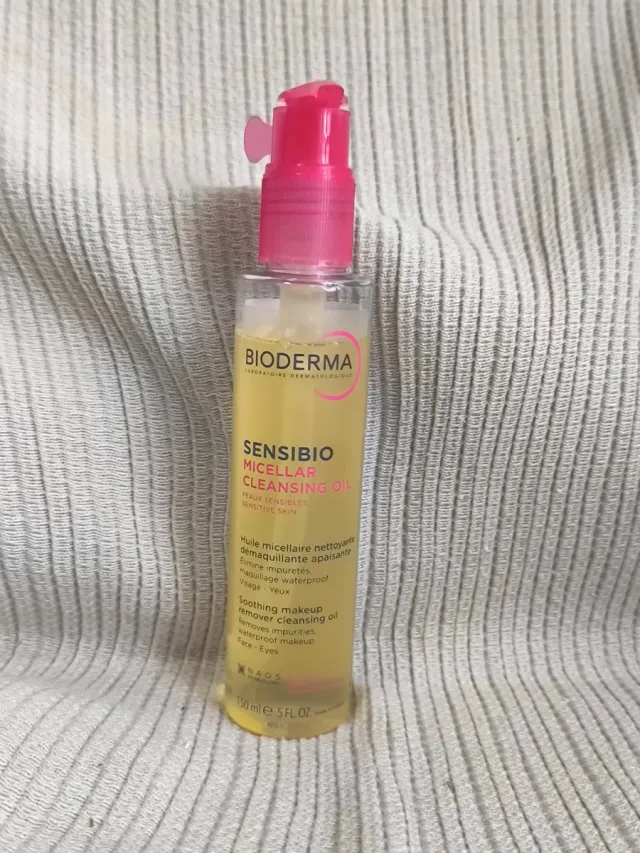 BIODERMA
LABORATOIRE DERMATOLOGIQUE
SENSIBIO
MICELLAR
CLEANSING OIL
PEAUX SENSIBLES
SENSITIVE SKIN
Huile micellaire nettoyante
démaquillante apaisante
Élimine impuretés,
maquillage waterproof
Visage - Yeux
Soothing makeup
remover cleansing oil
Removes impurities,
waterproof makeup
Face - Eyes
NAOS
150 ml e 5 FL.OZ.